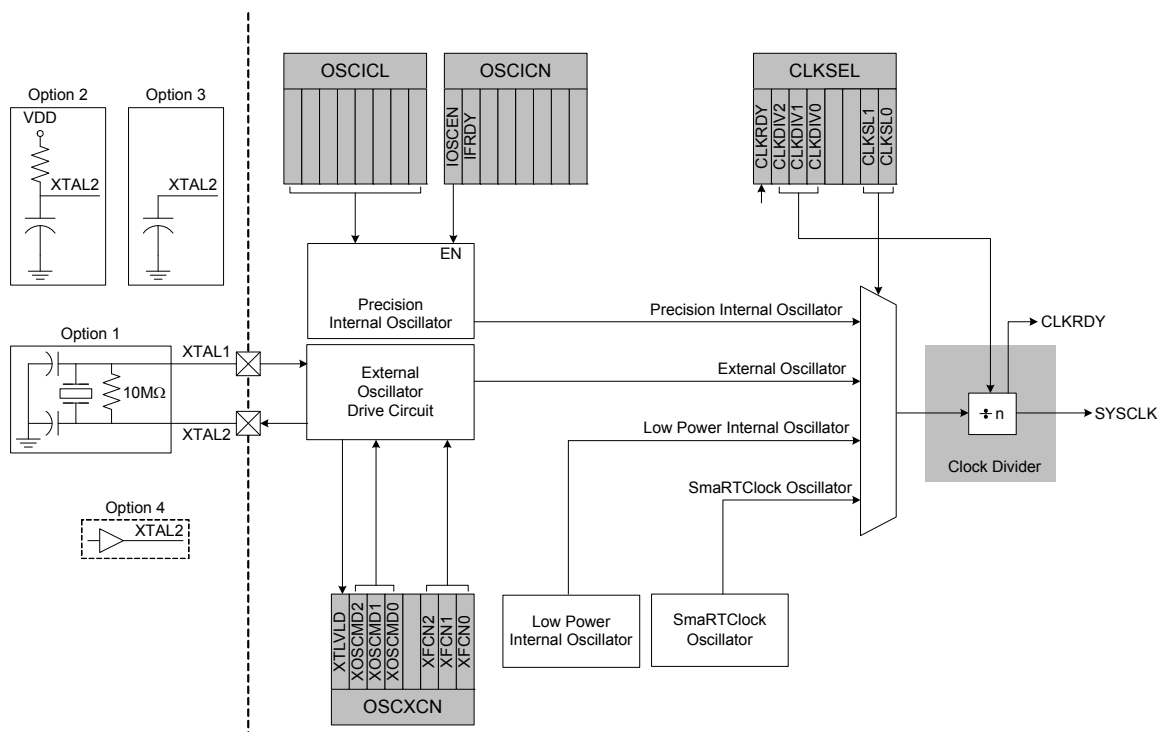 OSCICL
OSCICN
CLKSEL
IOSCEN
IFRDY
CLKRDY
CLKDIV2
CLKDIV1
CLKDIV0
CLKSL1
CLKSL0
Option 2
Option 3
VDD
XTAL2
XTAL2
EN
Precision
Internal Oscillator
Precision Internal Oscillator
CLKRDY
Option 1
XTAL1
10MΩ
XTAL2
External
Oscillator
Drive Circuit
External Oscillator
n
SYSCLK
Low Power Internal Oscillator
Clock Divider
SmaRTClock Oscillator
Option 4
XTAL2
XTLVLD
XOSCMD2
XOSCMD1
XOSCMD0
XFCN2
XFCN1
XFCN0
OSCXCN
Low Power
Internal Oscillator
SmaRTClock
Oscillator